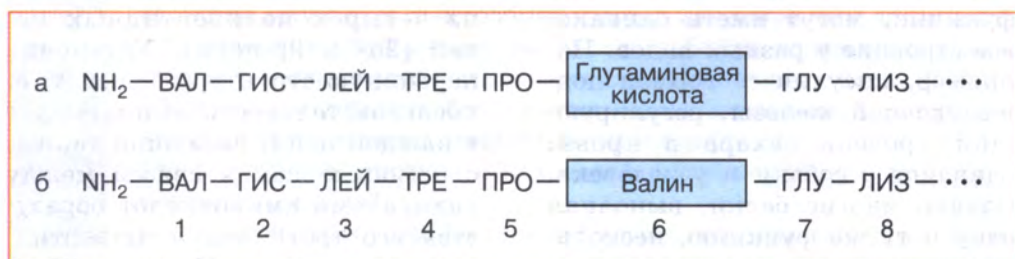 а NH₂— ВАЛ — ГИС — ЛЕЙ — ТРЕ — ПРО — Глутаминовая кислота — ГЛУ — ЛИЗ — ···
б NH₂— ВАЛ — ГИС — ЛЕЙ — ТРЕ — ПРО — Валин — ГЛУ — ЛИЗ — ···
1 2 3 4 5 6 7 8